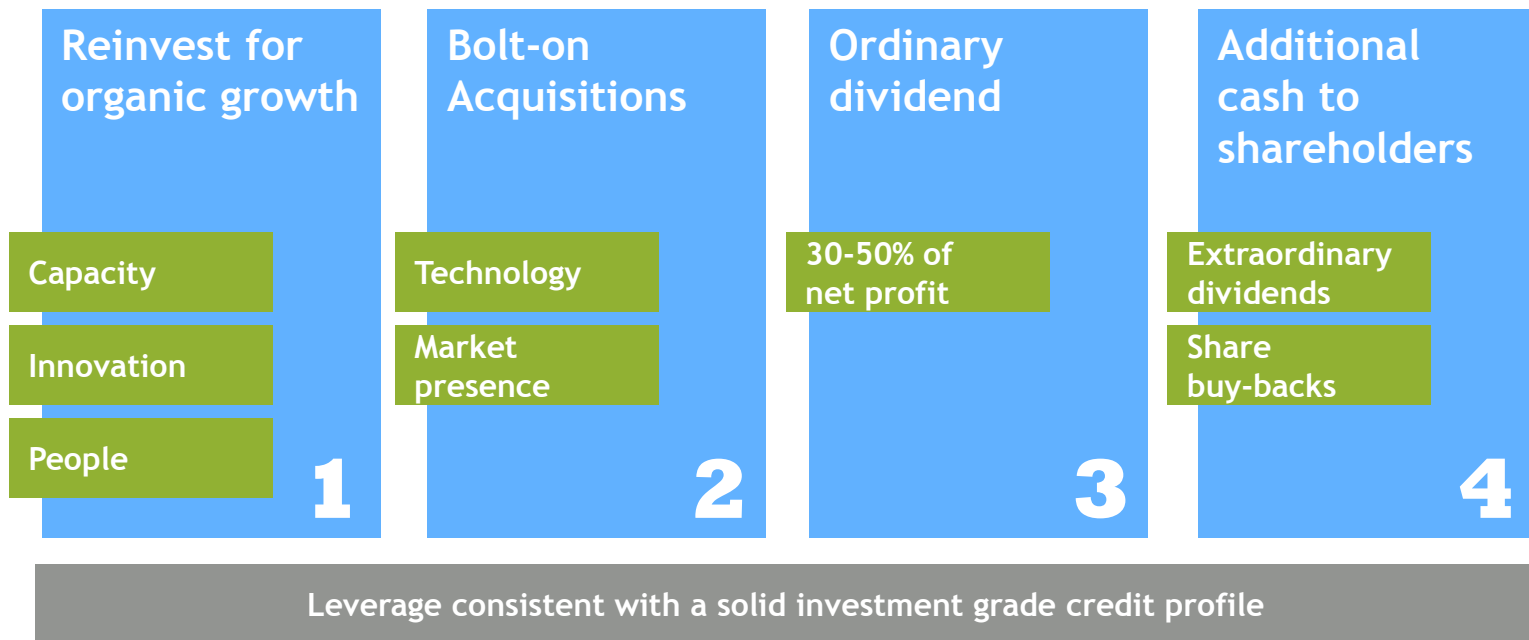 Reinvest for
organic growth
Capacity
Innovation
People
1
Bolt-on
Acquisitions
Technology
Market
presence
2
Ordinary
dividend
30-50% of
net profit
3
Additional
cash to
shareholders
Extraordinary
dividends
Share
buy-backs
4
Leverage consistent with a solid investment grade credit profile